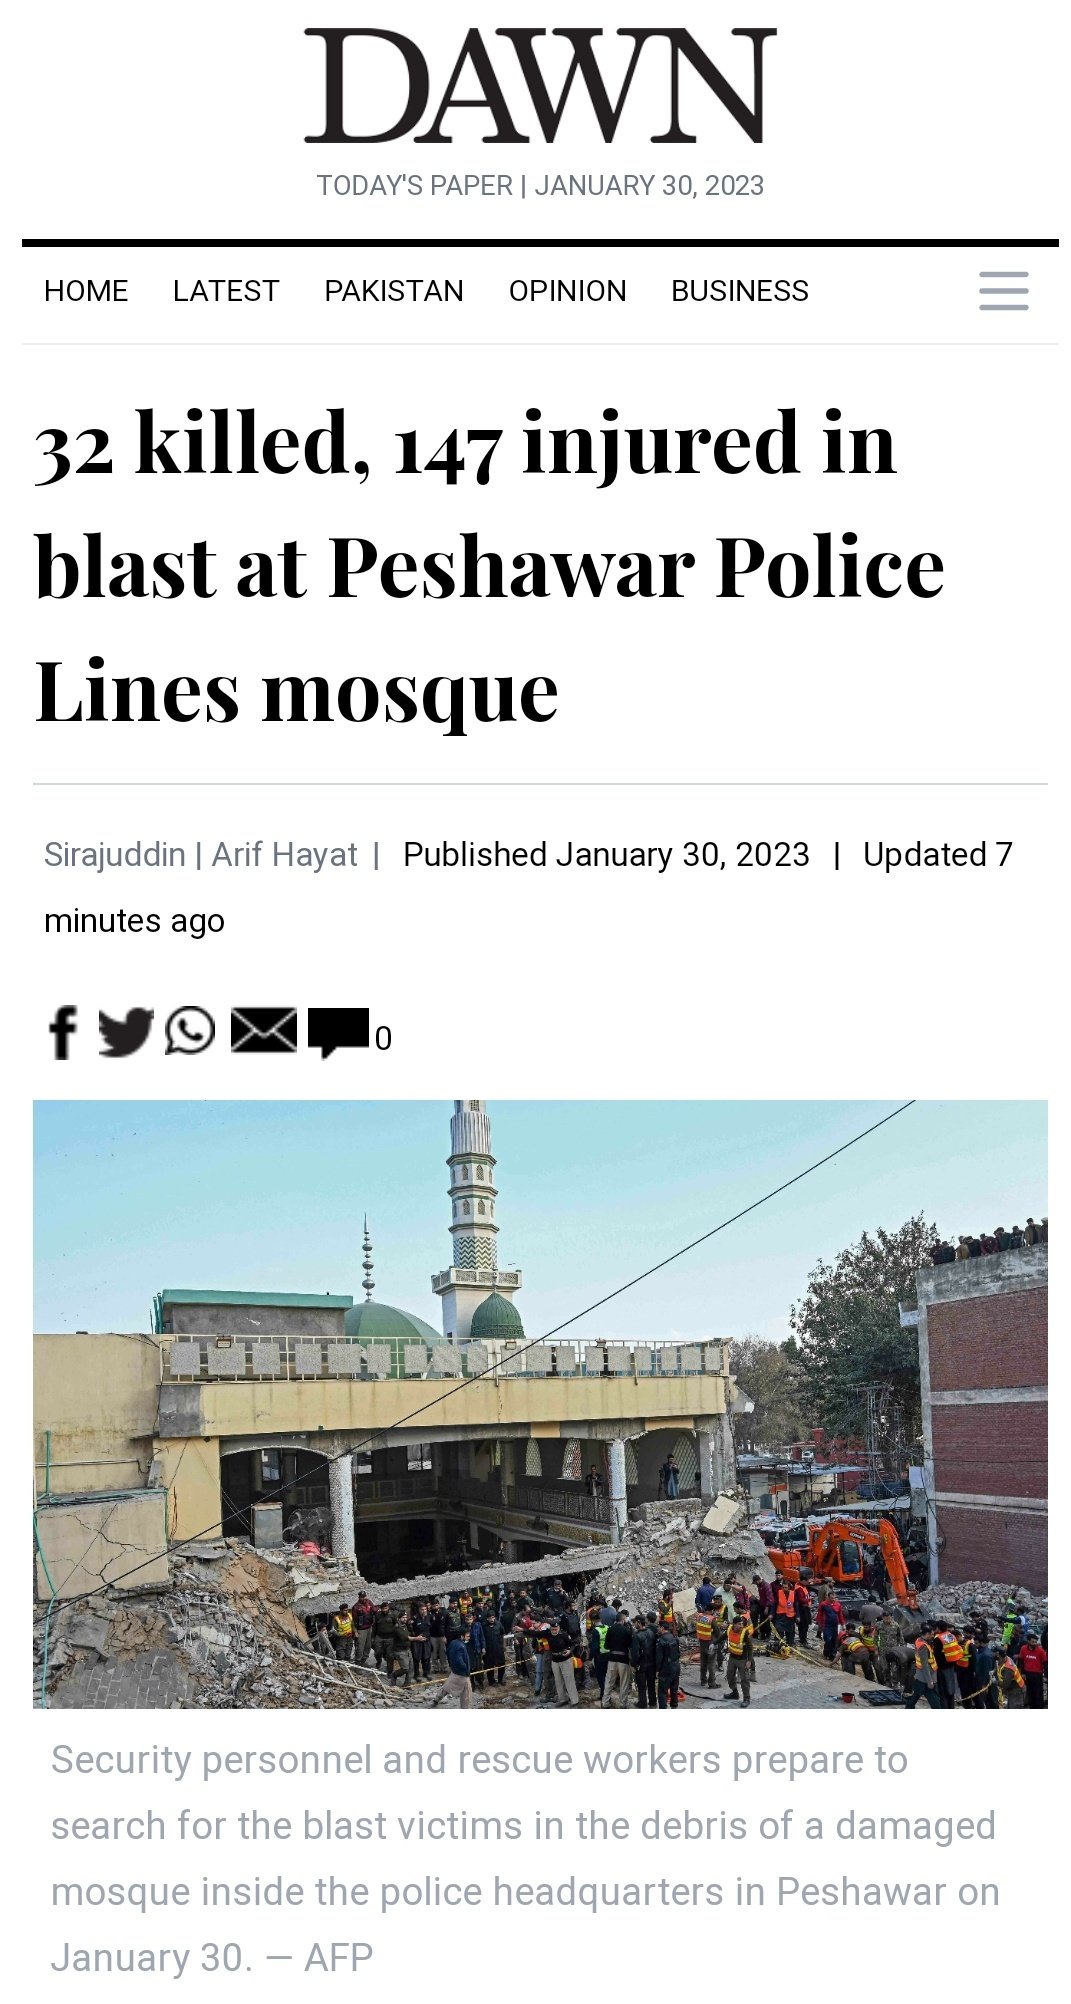 DAWN
TODAY'S PAPER | JANUARY 30, 2023
HOME LATEST PAKISTAN OPINION BUSINESS
32 killed, 147 injured in
blast at Peshawar Police
Lines mosque
Sirajuddin | Arif Hayat | Published January 30, 2023 | Updated 7
minutes ago
0
Security personnel and rescue workers prepare to
search for the blast victims in the debris of a damaged
mosque inside the police headquarters in Peshawar on
January 30. — AFP